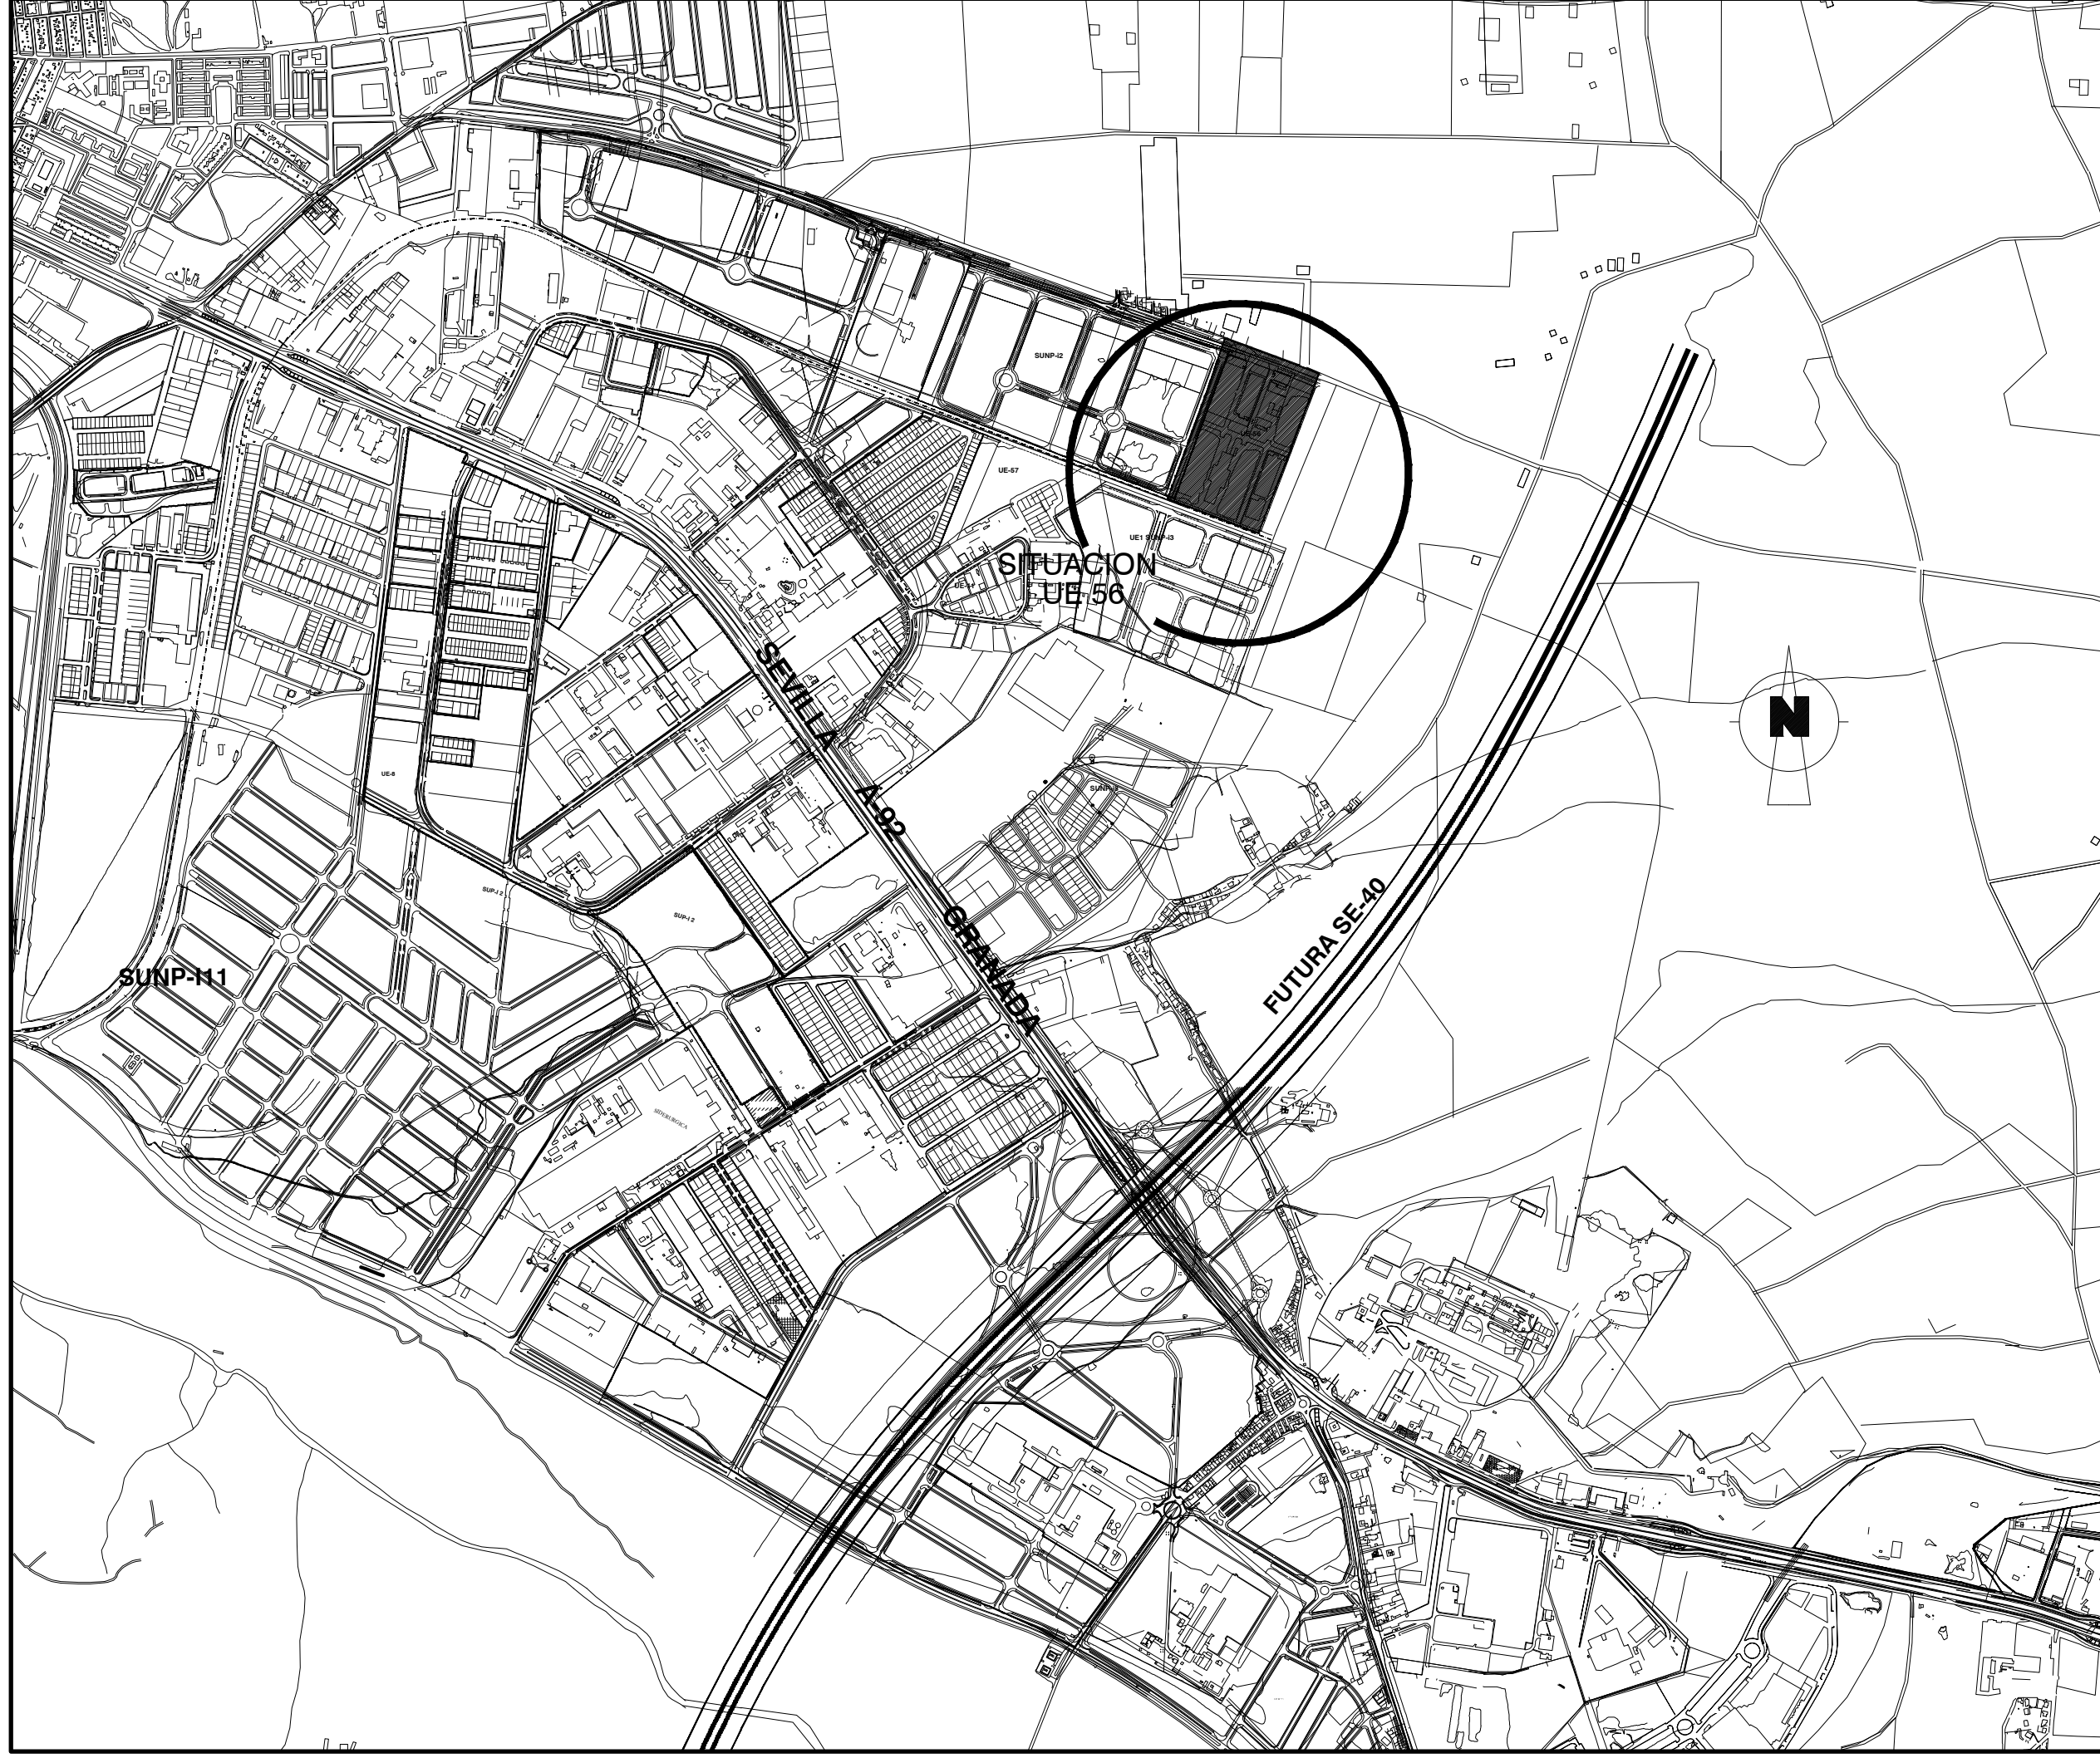 SUNP-I2
UE-57
UE1 SUNP-I3
SITUACION
UE 56
SEVILLA
A-92
GRANADA
UE-8
SUP-I 2
SUP-I 2
SUNP-I11
FUTURA SE-40
N
SIDERURGICA